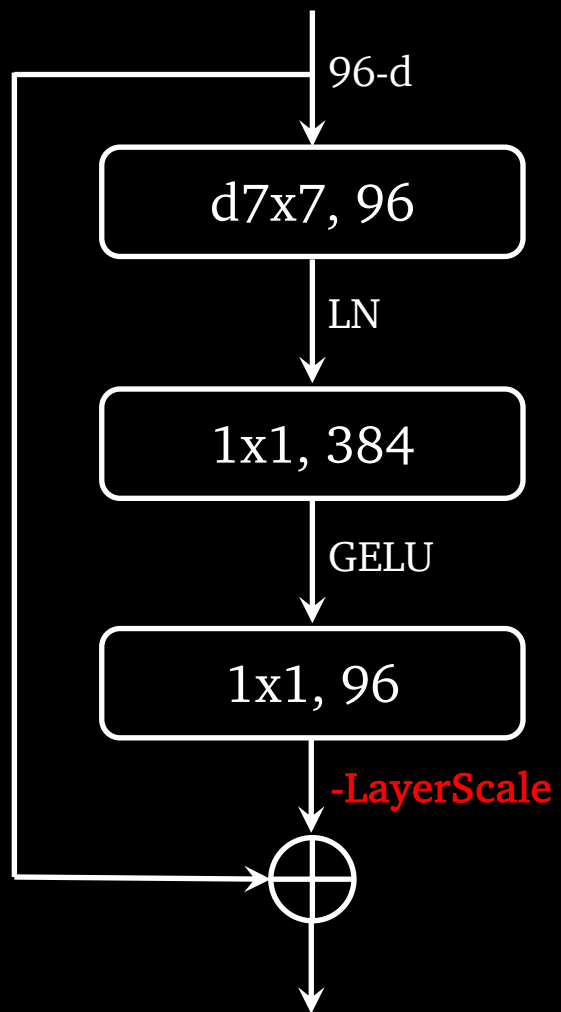 96-d
d7x7, 96
LN
1x1, 384
GELU
1x1, 96
-LayerScale